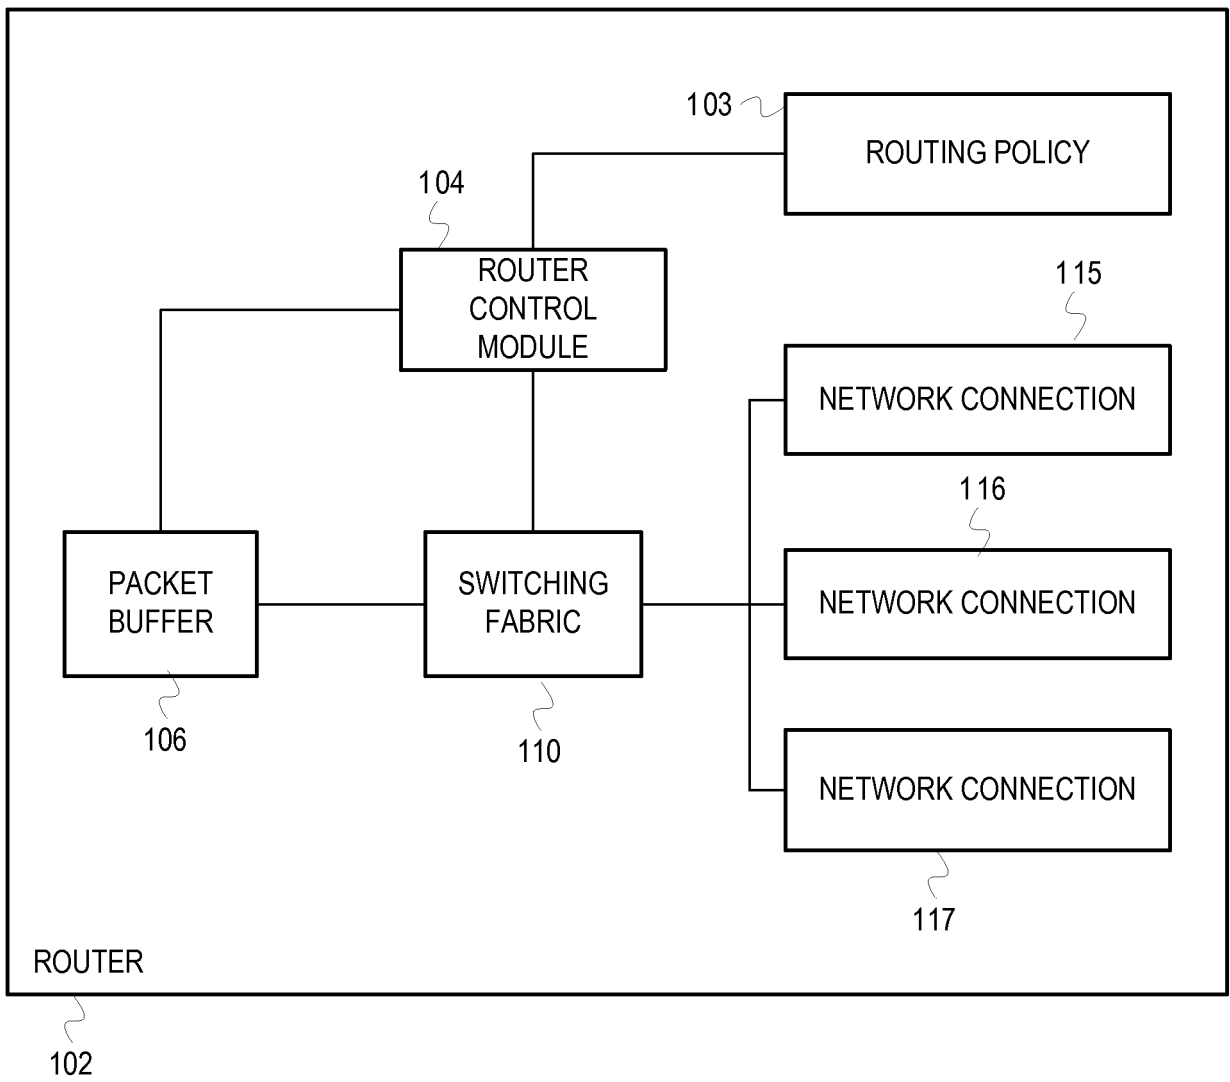 103
ROUTING POLICY
104
ROUTER
CONTROL
MODULE
115
NETWORK CONNECTION
116
NETWORK CONNECTION
PACKET
BUFFER
106
SWITCHING
FABRIC
110
NETWORK CONNECTION
117
ROUTER
102